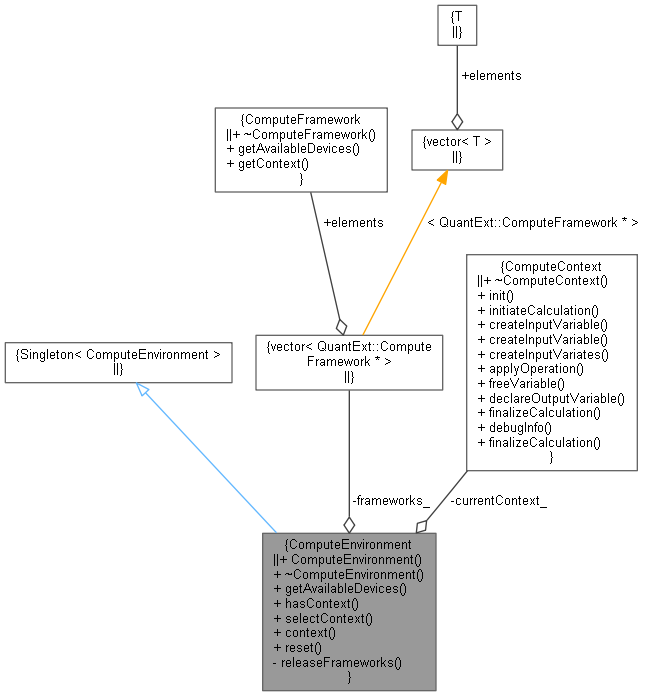 {T
||}
+elements
{ComputeFramework
||+ ~ComputeFramework()
+ getAvailableDevices()
+ getContext()
}
{vector< T >
||}
+elements
< QuantExt::ComputeFramework * >
{ComputeContext
||+ ~ComputeContext()
+ init()
+ initiateCalculation()
+ createInputVariable()
+ createInputVariable()
+ createInputVariates()
+ applyOperation()
+ freeVariable()
+ declareOutputVariable()
+ finalizeCalculation()
+ debugInfo()
+ finalizeCalculation()
}
{Singleton< ComputeEnvironment >
||}
{vector< QuantExt::Compute
Framework * >
||}
-frameworks_
-currentContext_
{ComputeEnvironment
||+ ComputeEnvironment()
+ ~ComputeEnvironment()
+ getAvailableDevices()
+ hasContext()
+ selectContext()
+ context()
+ reset()
- releaseFrameworks()
}